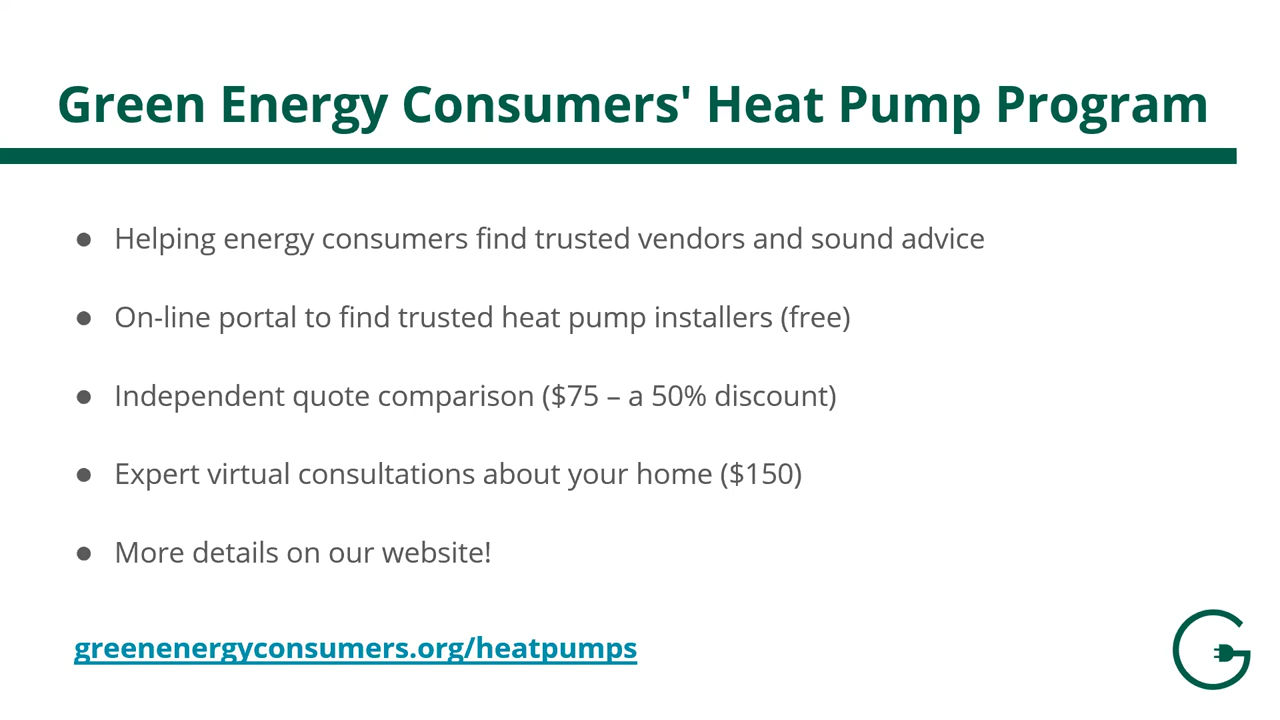 Green Energy Consumers' Heat Pump Program
● Helping energy consumers find trusted vendors and sound advice
● On-line portal to find trusted heat pump installers (free)
● Independent quote comparison ($75 – a 50% discount)
● Expert virtual consultations about your home ($150)
● More details on our website!
greenenergyconsumers.org/heatpumps